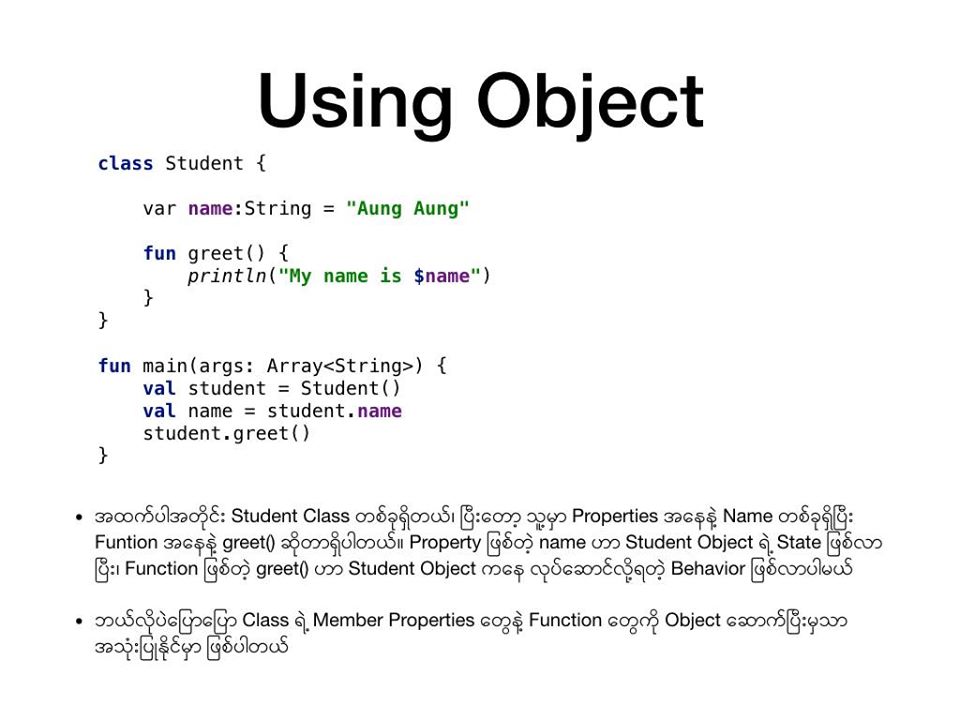 Using Object
class Student {
var name:String = "Aung Aung"
fun greet() {
println("My name is $name")
}
}
fun main(args: Array<String>) {
val student = Student()
val name = student.name
student.greet()
}
• အထက်ပါအတိုင်း Student Class တစ်ခုရှိတယ်၊ ပြီးတော့ သူ့မှာ Properties အနေနဲ့ Name တစ်ခုရှိပြီး
Funtion အနေနဲ့ greet() ဆိုတာရှိပါတယ်။ Property ဖြစ်တဲ့ name ဟာ Student Object ရဲ့ State ဖြစ်လာ
ပြီး၊ Function ဖြစ်တဲ့ greet() ဟာ Student Object ကနေ လုပ်ဆောင်လို့ရတဲ့ Behavior ဖြစ်လာပါမယ်
• ဘယ်လိုပဲပြောပြော Class ရဲ့ Member Properties တွေနဲ့ Function တွေကို Object ဆောက်ပြီးမှသာ
အသုံးပြုနိုင်မှာ ဖြစ်ပါတယ်